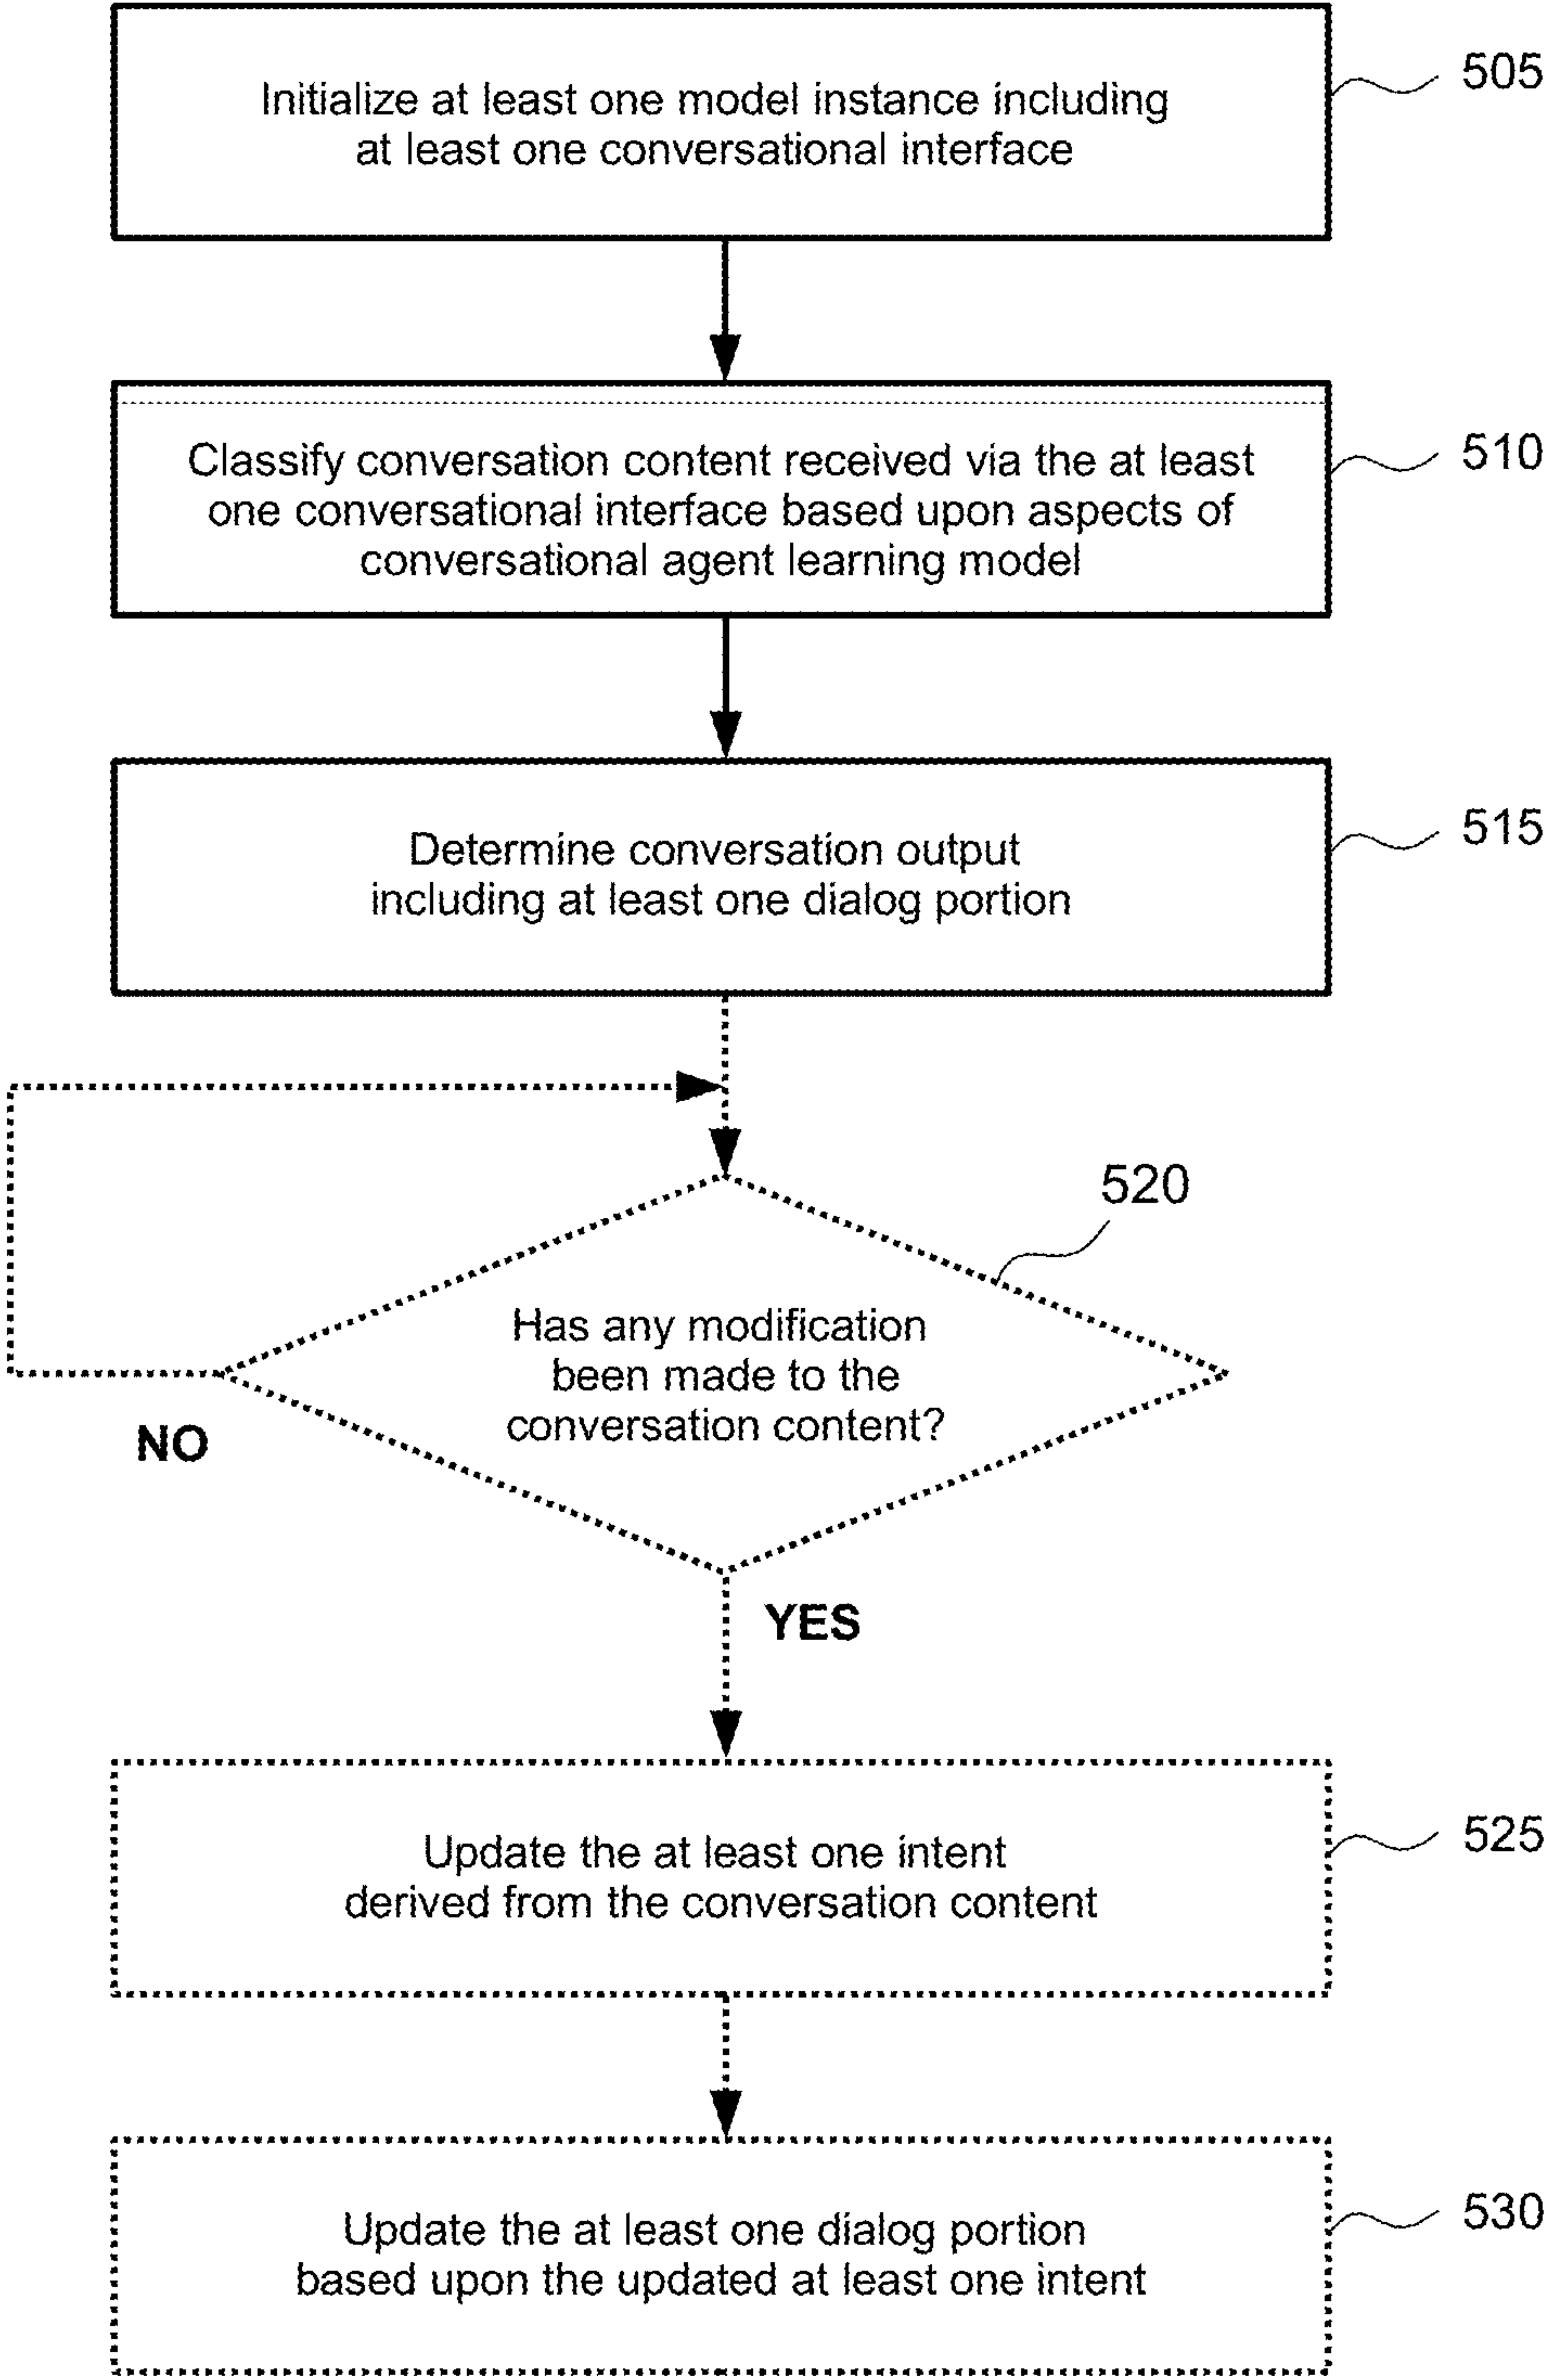 Initialize at least one model instance including
at least one conversational interface
505
Classify conversation content received via the at least
one conversational interface based upon aspects of
conversational agent learning model
510
Determine conversation output
including at least one dialog portion
515
520
Has any modification
been made to the
conversation content?
NO
YES
Update the at least one intent
derived from the conversation content
525
Update the at least one dialog portion
based upon the updated at least one intent
530